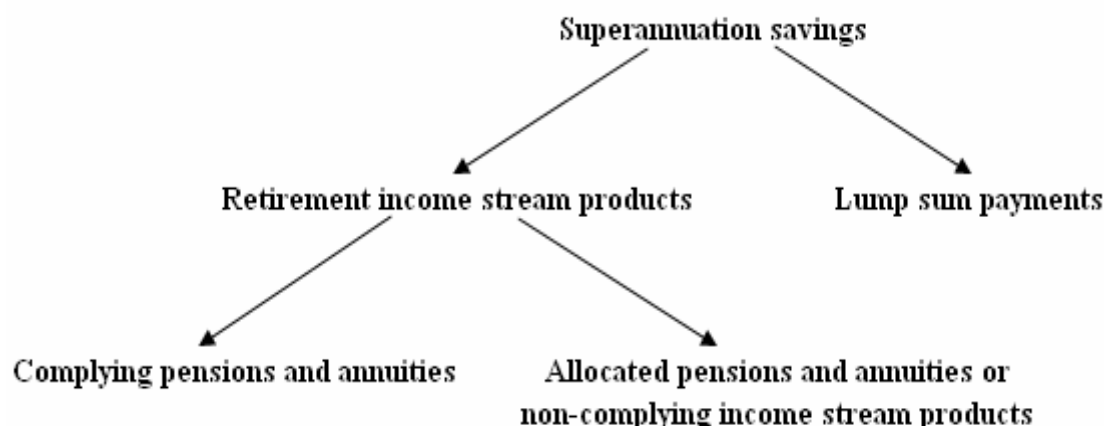 Superannuation savings
Retirement income stream products
Lump sum payments
Complying pensions and annuities
Allocated pensions and annuities or
non-complying income stream products